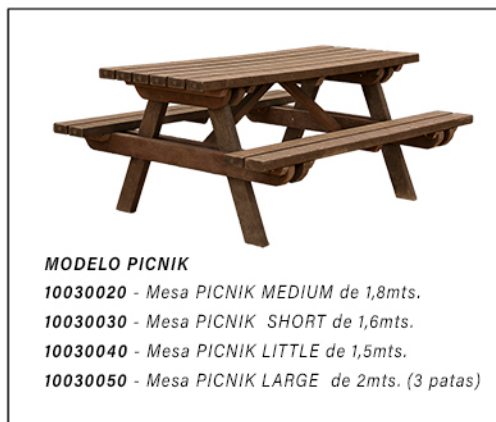 MODELO PICNIK
10030020 - Mesa PICNIK MEDIUM de 1,8mts.
10030030 - Mesa PICNIK SHORT de 1,6mts.
10030040 - Mesa PICNIK LITTLE de 1,5mts.
10030050 - Mesa PICNIK LARGE de 2mts. (3 patas)